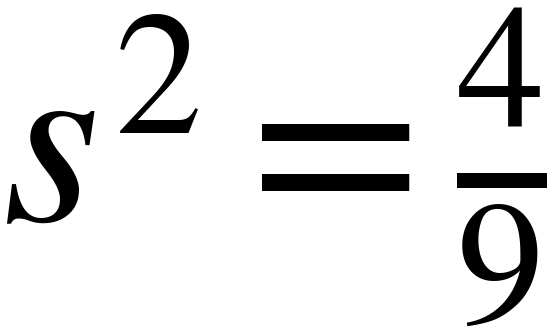 s² = 4/9